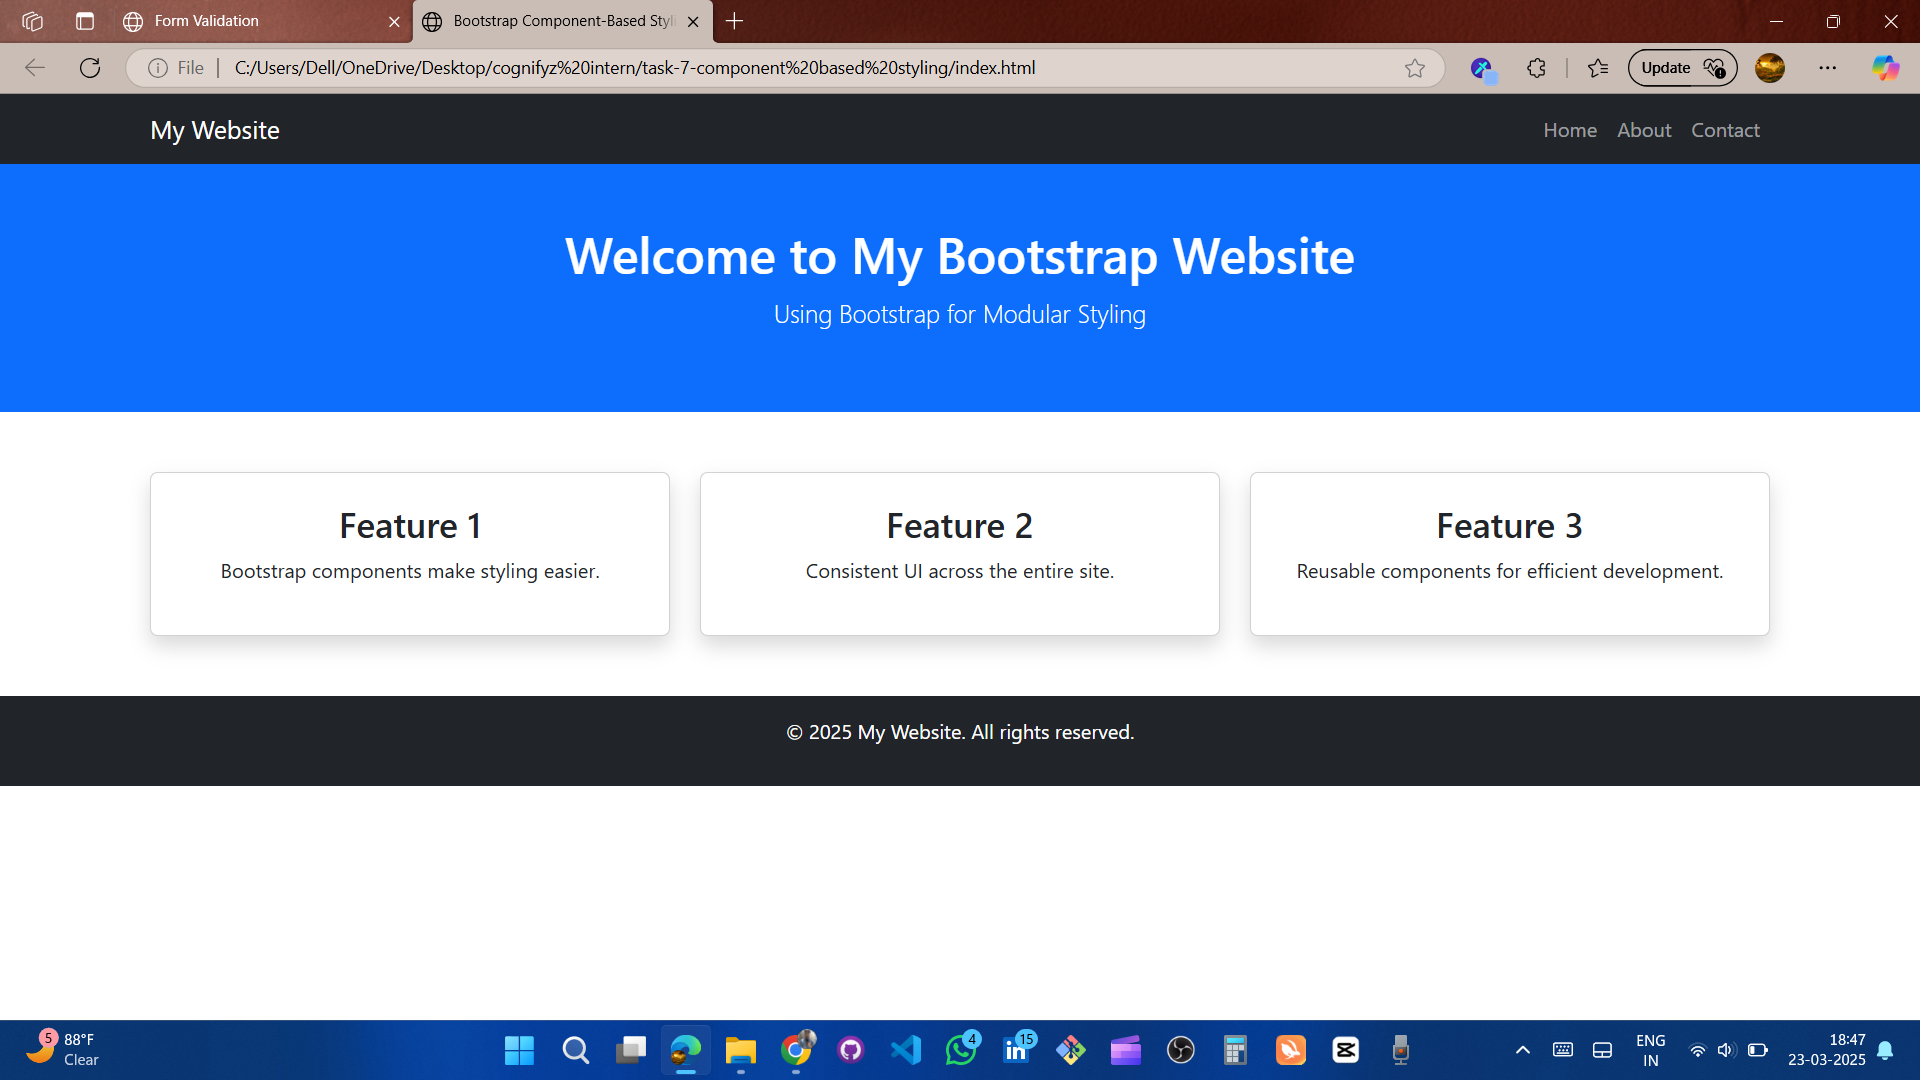 Form Validation
Bootstrap Component-Based Styli
File
C:/Users/Dell/OneDrive/Desktop/cognifyz%20intern/task-7-component%20based%20styling/index.html
Update
My Website
Home About Contact
Welcome to My Bootstrap Website
Using Bootstrap for Modular Styling
Feature 1
Bootstrap components make styling easier.
Feature 2
Consistent UI across the entire site.
Feature 3
Reusable components for efficient development.
© 2025 My Website. All rights reserved.
5
88°F
Clear
4
15
in
ENG
IN
18:47
23-03-2025